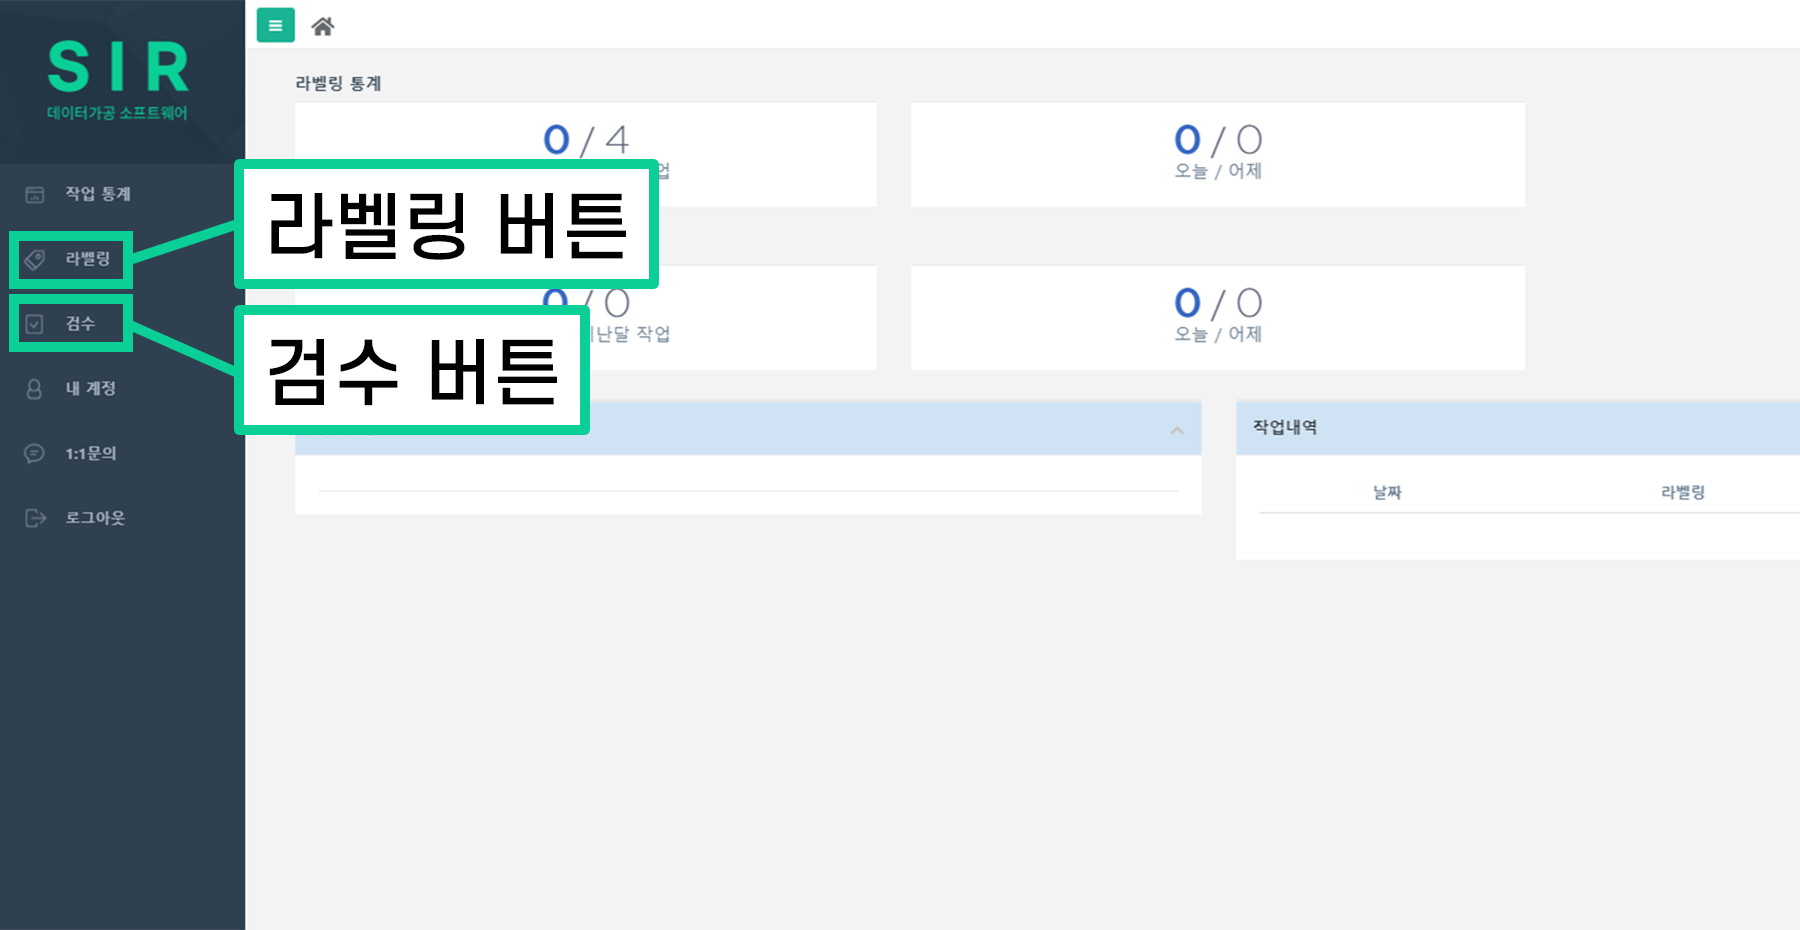 SIR
데이터가공 소프트웨어
작업 통계
라벨링
검수
내 계정
1:1문의
로그아웃
라벨링 통계
0 / 4
업
0 / 0
오늘 / 어제
라벨링 버튼
0 / 0
난달 작업
0 / 0
오늘 / 어제
검수 버튼
작업내역
날짜
라벨링